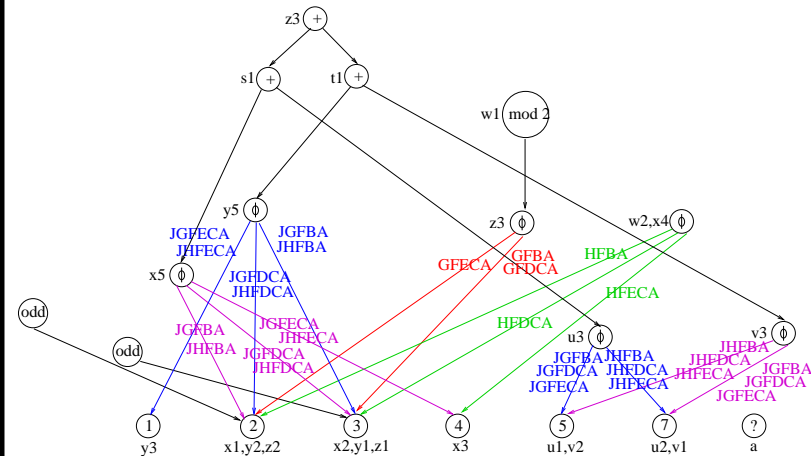 z3 +
s1 + t1 +
w1 mod 2
y5 ϕ z3 ϕ w2,x4 ϕ
JGFECA
JHFECA
JGFBA
JHFBA
GFBA
GFDCA
GFECA
HFBA
x5 ϕ
JGFDCA
JHFDCA
HFECA
odd
JGFBA
JHFBA
JGFECA
JHFECA
HFDCA
u3 ϕ
v3 ϕ
odd
JGFDCA
JHFDCA
JGFBA
JGFDCA
JGFECA
JHFBA
JHFDCA
JHFECA
JHFBA
JHFDCA
JHFECA
JGFBA
JGFDCA
JGFECA
1 2 3 4 5 7 ?
y3 x1,y2,z2 x2,y1,z1 x3 u1,v2 u2,v1 a